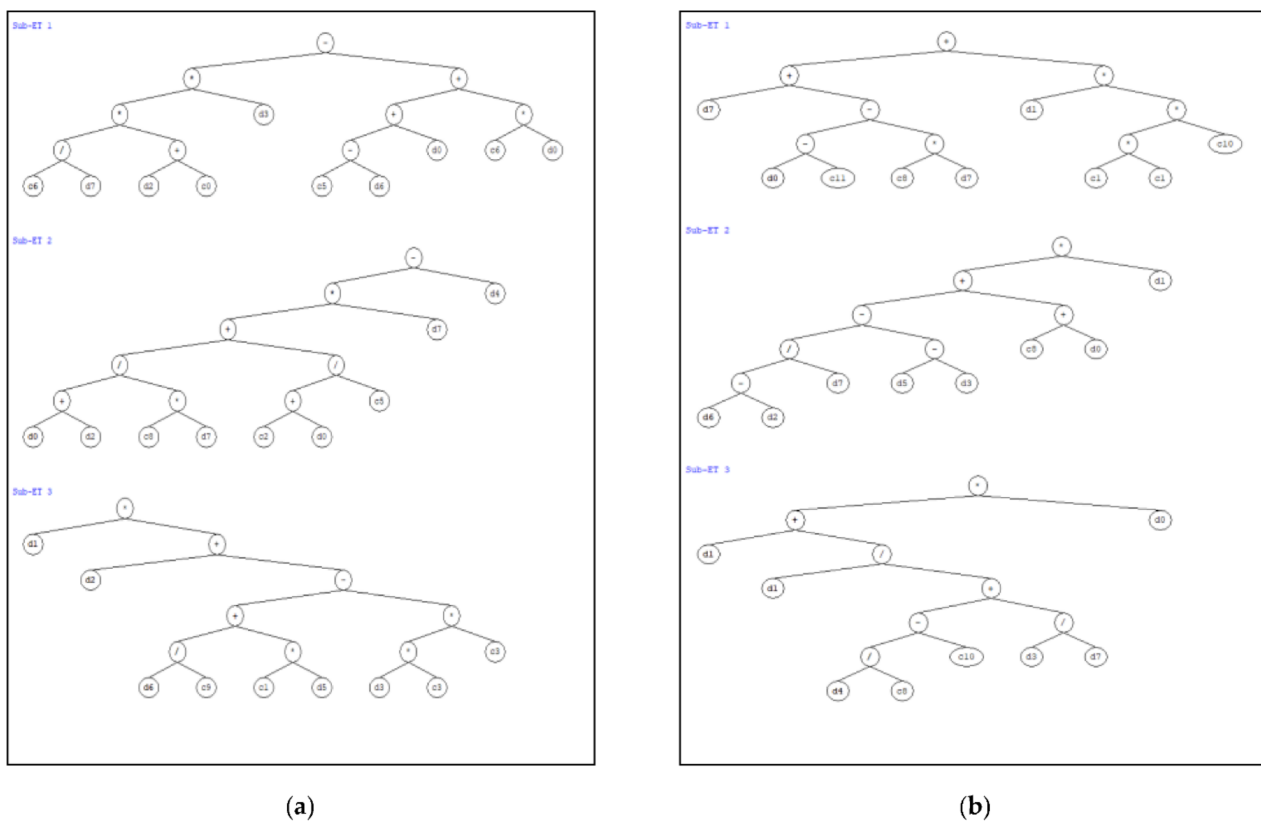 Sub-ET 1
-
* +
* d3 + *
/ + - d0 c6 d0
c6 d7 d2 c0 c5 d6
Sub-ET 2
-
* d4
+ d7
/ /
+ * + c5
d0 d2 c8 d7 c2 d0
Sub-ET 3
*
d1 +
d2 -
+ *
/ * * c3
d6 c9 c1 d5 d3 c3
(a)
Sub-ET 1
+
+ *
d7 - d1 *
- * * c10
d0 c11 c8 d7 c1 c1
Sub-ET 2
*
+ d1
- +
/ - c8 d0
- d7 d5 d3
d6 d2
Sub-ET 3
*
+ d0
d1 /
d1 +
- /
/ c10 d3 d7
d4 c8
(b)